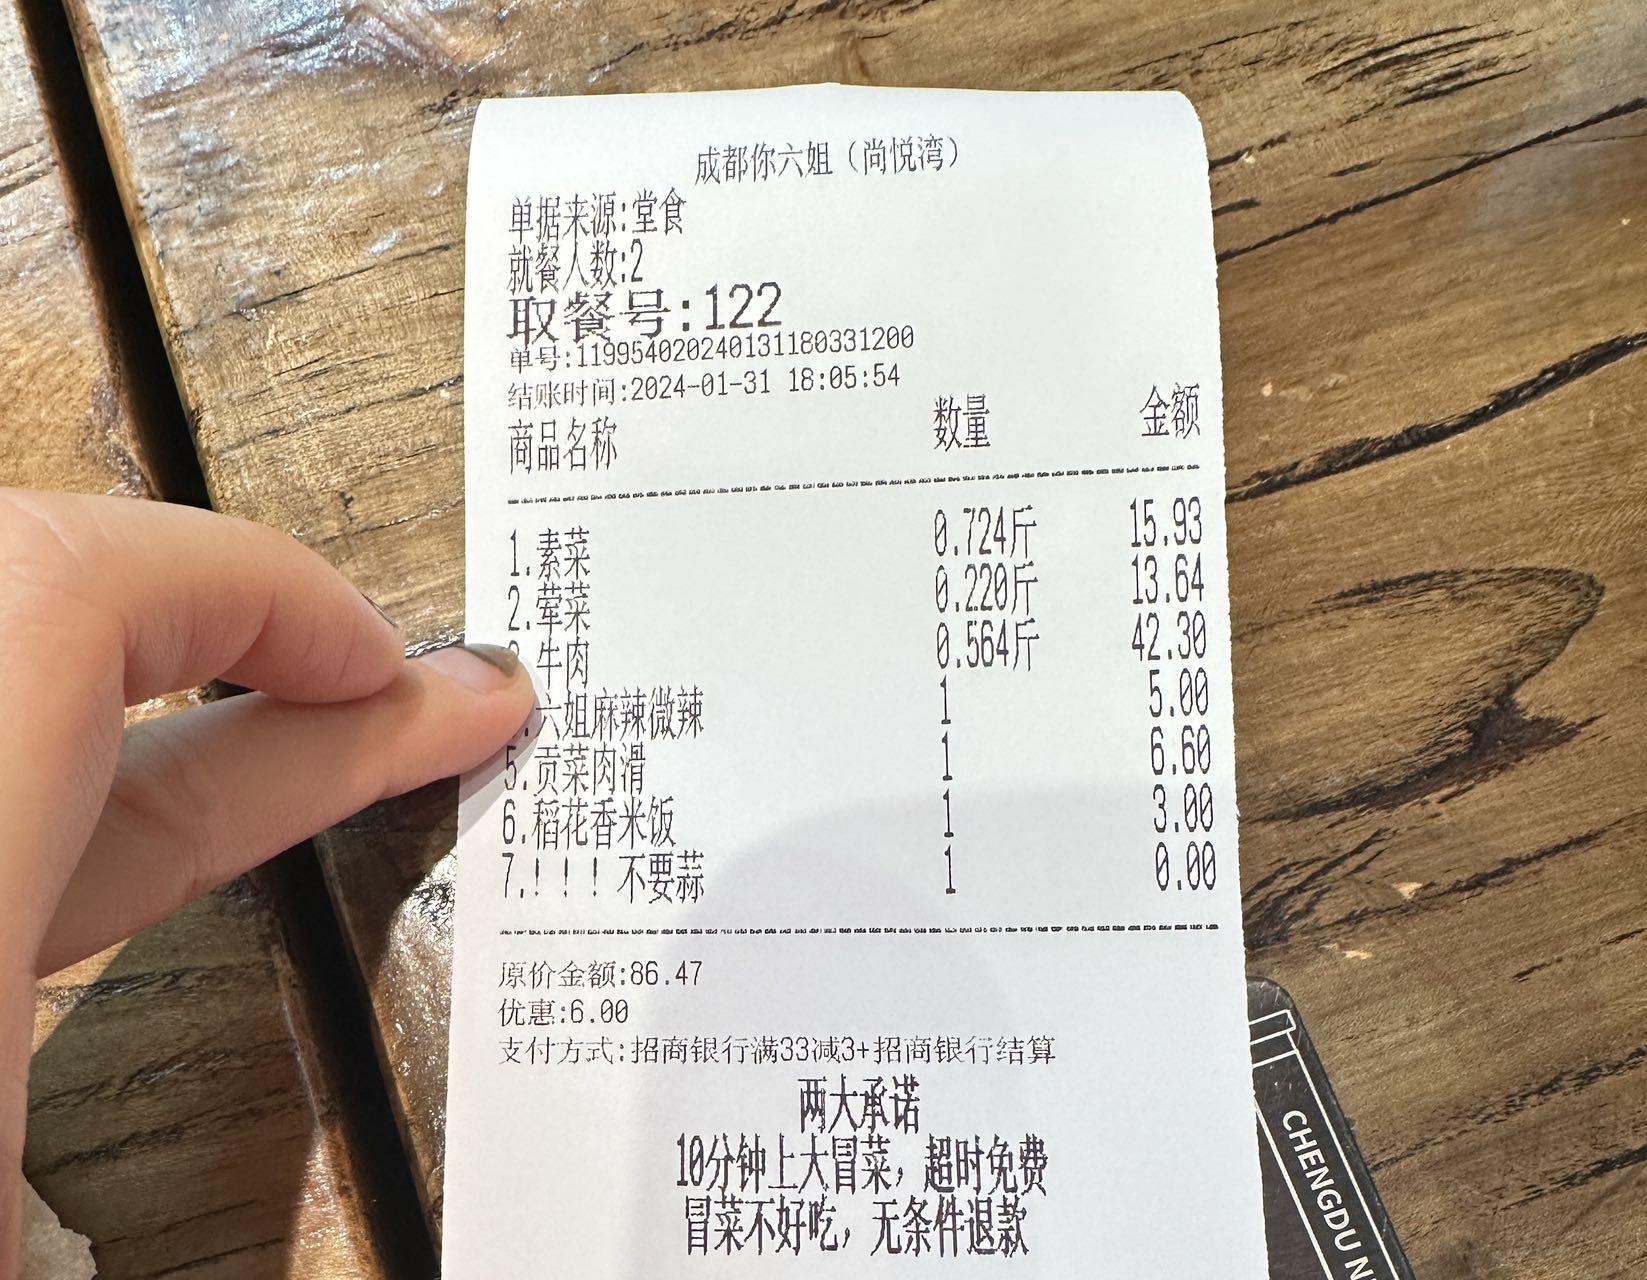 成都你六姐（尚悦湾）
单据来源:堂食
就餐人数:2
取餐号:122
单号:119954020240131180331200
结账时间:2024-01-31 18:05:54
商品名称 数量 金额
1.素菜 0.724斤 15.93
2.荤菜 0.220斤 13.64
牛肉 0.564斤 42.30
六姐麻辣微辣 1 5.00
5.贡菜肉滑 1 6.60
6.稻花香米饭 1 3.00
7.！！！不要蒜 1 0.00
原价金额:86.47
优惠:6.00
支付方式:招商银行满33减3+招商银行结算
两大承诺
10分钟上大冒菜，超时免费
冒菜不好吃，无条件退款
CHENGDU